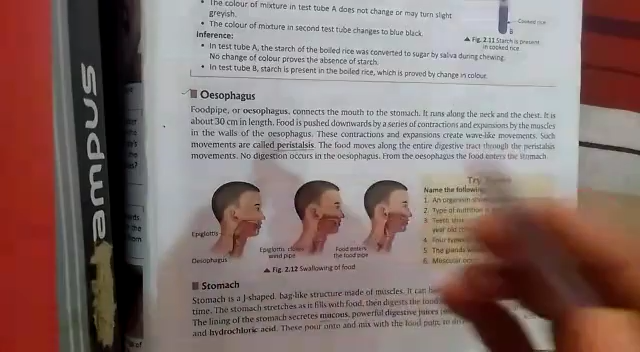 • The colour of mixture in test tube A does not change or may turn slight
greyish.
• The colour of mixture in second test tube changes to blue black.
Inference:
• In test tube A, the starch of the boiled rice was converted to sugar by saliva during chewing.
No change of colour proves the absence of starch.
• In test tube B, starch is present in the boiled rice, which is proved by change in colour.
Cooked rice
B
▲ Fig. 2.11 Starch is present
in cooked rice
Oesophagus
Foodpipe, or oesophagus, connects the mouth to the stomach. It runs along the neck and the chest. It is
about 30 cm in length. Food is pushed downwards by a series of contractions and expansions by the muscles
in the walls of the oesophagus. These contractions and expansions create wave-like movements. Such
movements are called peristalsis. The food moves along the entire digestive tract through the peristalsis
movements. No digestion occurs in the oesophagus. From the oesophagus the food enters the stomach.
Epiglottis
Oesophagus
Epiglottis
wind pipe
Food enters
the food pipe
▲ Fig. 2.12 Swallowing of food
Try
Name the following
1. An organism
2. Type of nutrition
3. Teeth
year old
4. Four types
5. The glands
6. Muscular
Stomach
Stomach is a J-shaped, bag-like structure made of muscles. It can
time. The stomach stretches as it fills with food, then digests the food
The lining of the stomach secretes mucous, powerful digestive juices
and hydrochloric acid. These pour onto and mix with the food pulp, to
ampus